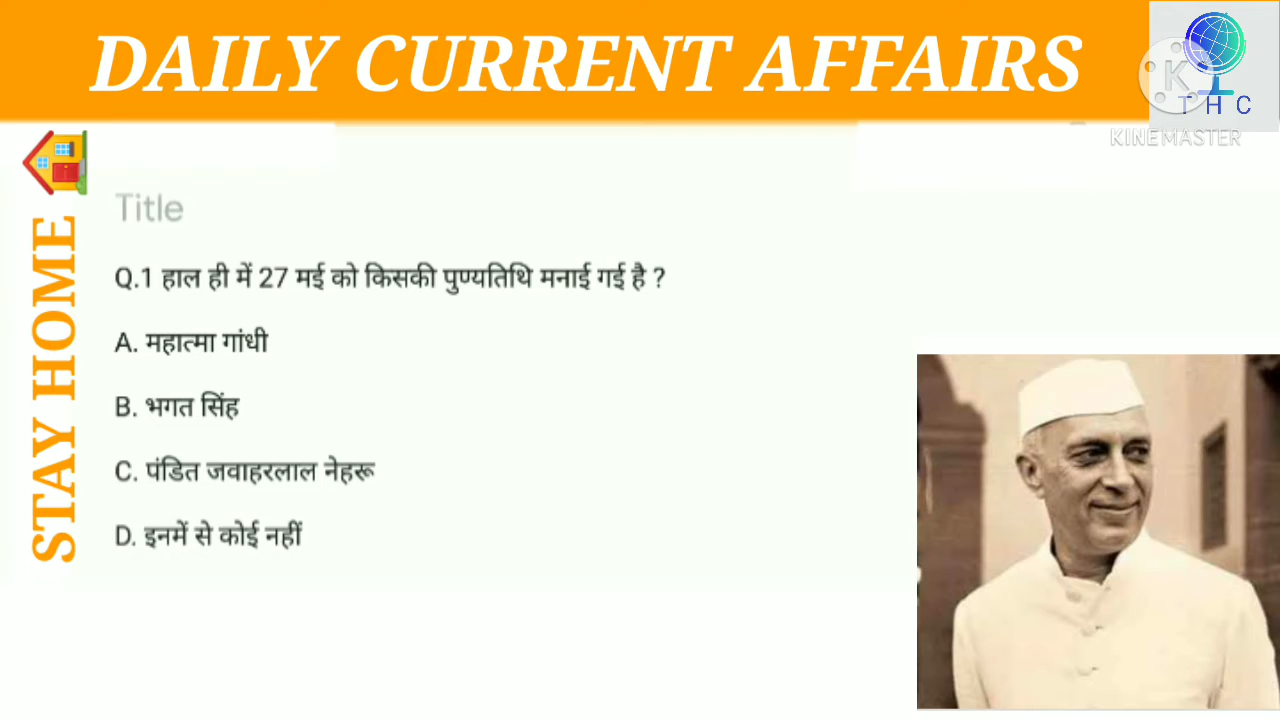 DAILY CURRENT AFFAIRS
K
T H C
KINEMASTER
STAY HOME
Title
Q.1 हाल ही में 27 मई को किसकी पुण्यतिथि मनाई गई है ?
A. महात्मा गांधी
B. भगत सिंह
C. पंडित जवाहरलाल नेहरू
D. इनमें से कोई नहीं